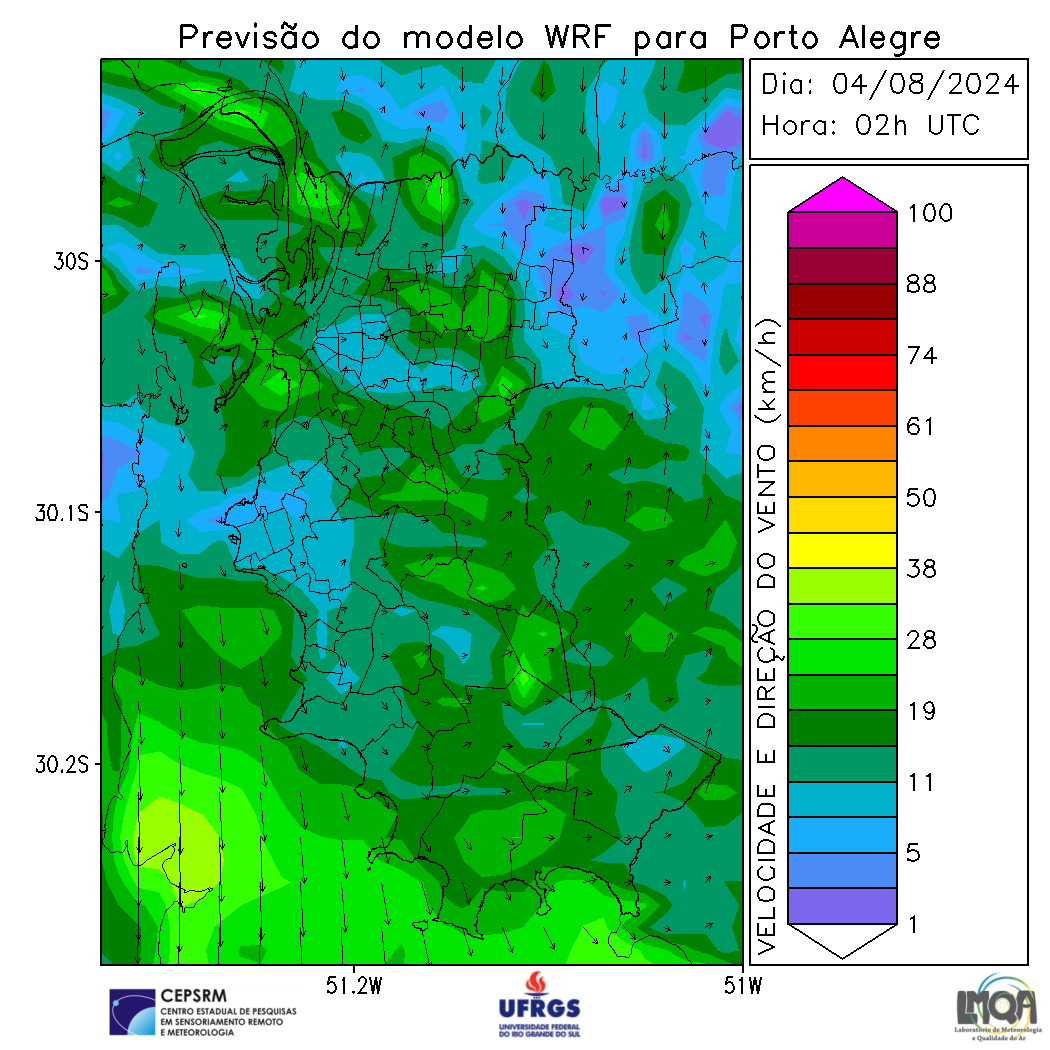 Previsão do modelo WRF para Porto Alegre
Dia: 04/08/2024
Hora: 02h UTC
30S
30.1S
30.2S
51.2W
51W
VELOCIDADE E DIREÇÃO DO VENTO (km/h)
100
88
74
61
50
38
28
19
11
5
1
CEPSRM
CENTRO ESTADUAL DE PESQUISAS
EM SENSORIAMENTO REMOTO
E METEOROLOGIA
UFRGS
UNIVERSIDADE FEDERAL
DO RIO GRANDE DO SUL
LMQA
Laboratório de Meteorologia
e Qualidade do Ar